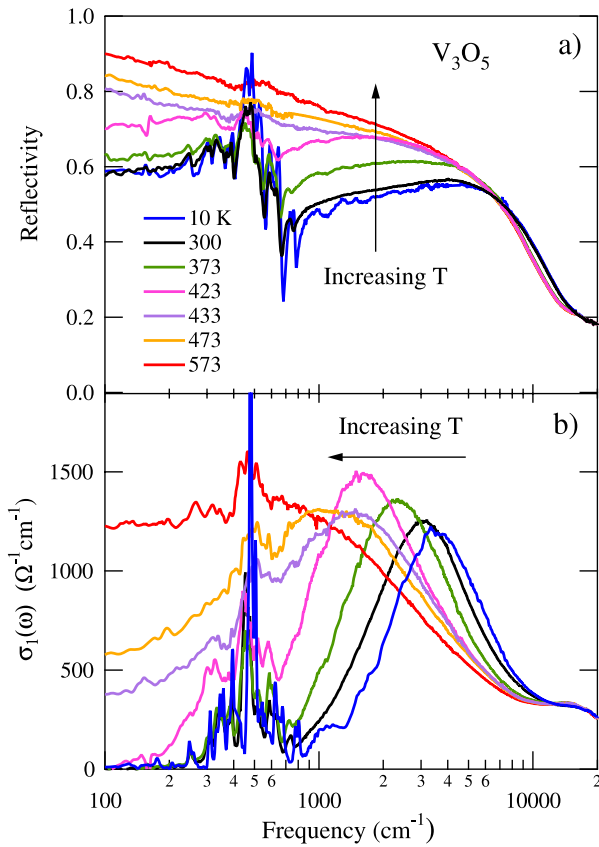 1.0
0.8
0.6
0.4
0.2
0.0
Reflectivity
V₃O₅
a)
10 K
300
373
423
433
473
573
Increasing T
b)
Increasing T
1500
1000
500
0
σ₁(ω) (Ω⁻¹cm⁻¹)
2 3 4 5 6 2 3 4 5 6 2
100 1000 10000
Frequency (cm⁻¹)